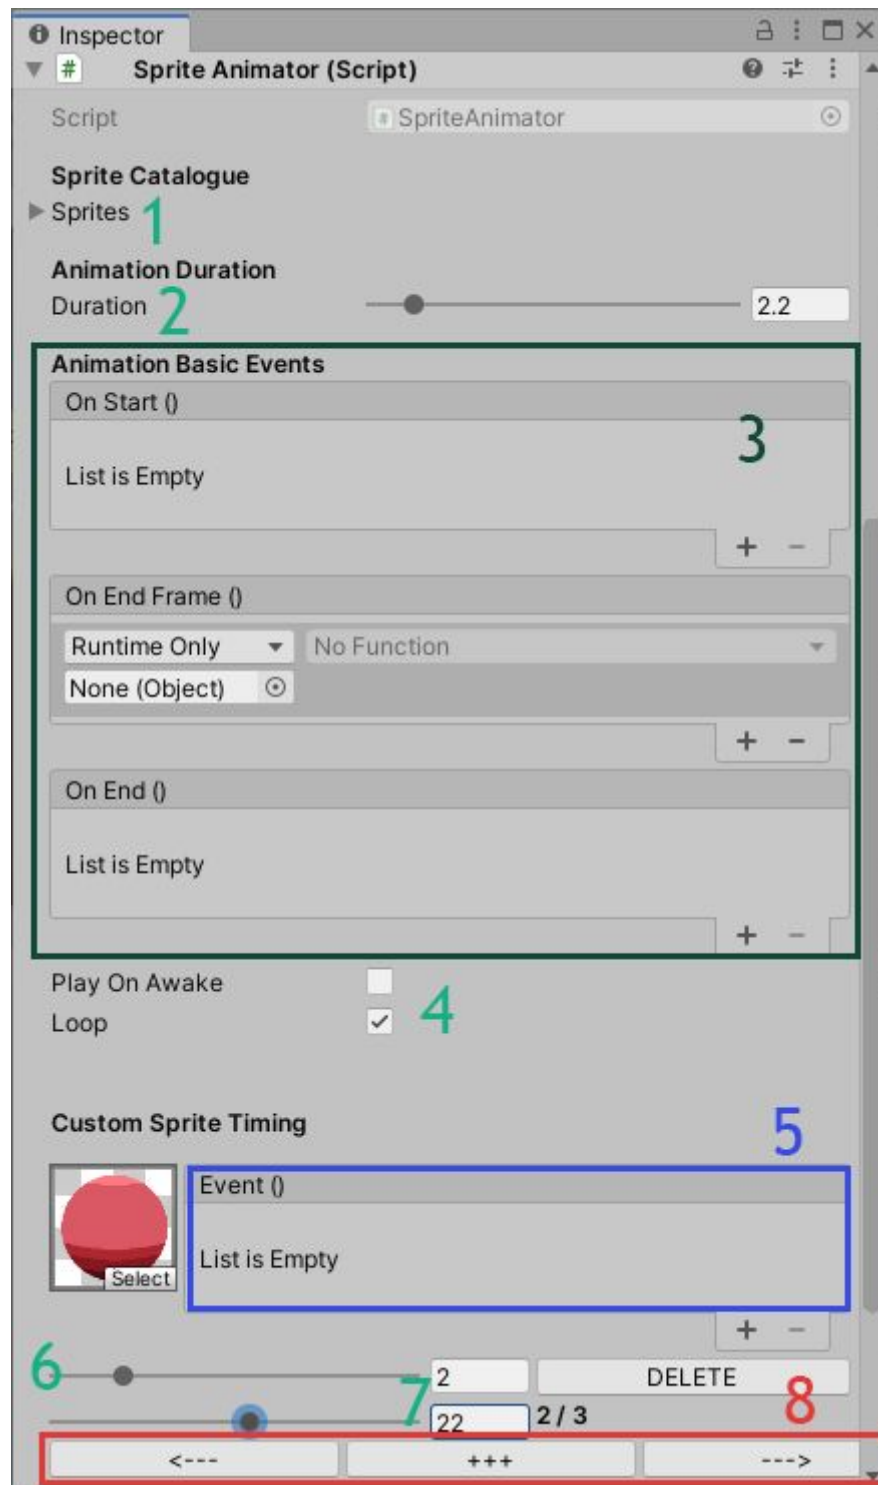 Inspector
Sprite Animator (Script)
Script SpriteAnimator
Sprite Catalogue
Sprites 1
Animation Duration
Duration 2 2.2
Animation Basic Events
On Start ()
3
List is Empty
+ -
On End Frame ()
Runtime Only No Function
None (Object)
+ -
On End ()
List is Empty
+ -
Play On Awake
4
Loop
Custom Sprite Timing
5
Event ()
List is Empty
Select
+ -
6 2 DELETE
7 22 2 / 3 8
<--- +++ --->